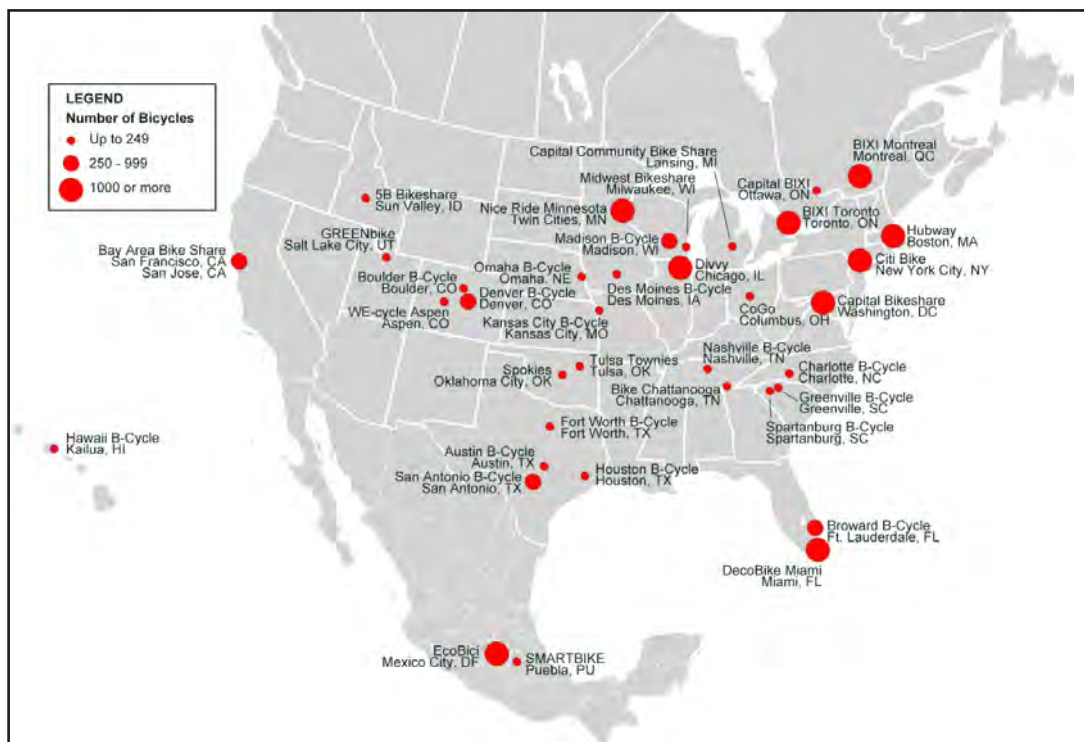 LEGEND
Number of Bicycles
Up to 249
250 - 999
1000 or more
BIXI Montreal
Montreal, QC
Capital Community Bike Share
Lansing, MI
Midwest Bikeshare
Milwaukee, WI
Capital BIXI
Ottawa, ON
5B Bikeshare
Sun Valley, ID
Nice Ride Minnesota
Twin Cities, MN
BIXI Toronto
Toronto, ON
Hubway
Boston, MA
GREENbike
Salt Lake City, UT
Madison B-Cycle
Madison, WI
Bay Area Bike Share
San Francisco, CA
San Jose, CA
Divvy
Chicago, IL
Citi Bike
New York City, NY
Boulder B-Cycle
Boulder, CO
Omaha B-Cycle
Omaha, NE
Des Moines B-Cycle
Des Moines, IA
Denver B-Cycle
Denver, CO
WE-cycle Aspen
Aspen, CO
CoGo
Columbus, OH
Capital Bikeshare
Washington, DC
Kansas City B-Cycle
Kansas City, MO
Nashville B-Cycle
Nashville, TN
Tulsa Townies
Tulsa, OK
Spokies
Oklahoma City, OK
Charlotte B-Cycle
Charlotte, NC
Bike Chattanooga
Chattanooga, TN
Greenville B-Cycle
Greenville, SC
Spartanburg B-Cycle
Spartanburg, SC
Fort Worth B-Cycle
Fort Worth, TX
Hawaii B-Cycle
Kailua, HI
Austin B-Cycle
Austin, TX
San Antonio B-Cycle
San Antonio, TX
Houston B-Cycle
Houston, TX
Broward B-Cycle
Ft. Lauderdale, FL
DecoBike Miami
Miami, FL
EcoBici
Mexico City, DF
SMARTBIKE
Puebla, PU